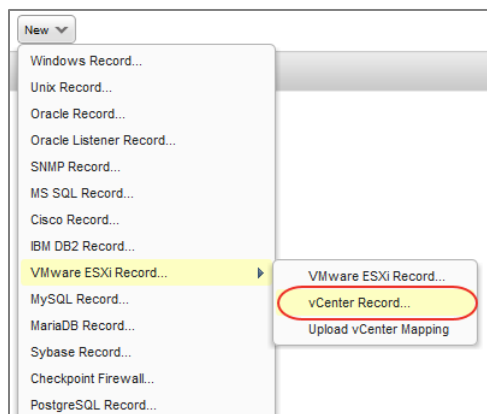 New
Windows Record...
Unix Record...
Oracle Record...
Oracle Listener Record...
SNMP Record...
MS SQL Record...
Cisco Record...
IBM DB2 Record...
VMware ESXi Record...
MySQL Record...
MariaDB Record...
Sybase Record...
Checkpoint Firewall...
PostgreSQL Record...
VMware ESXi Record...
vCenter Record...
Upload vCenter Mapping